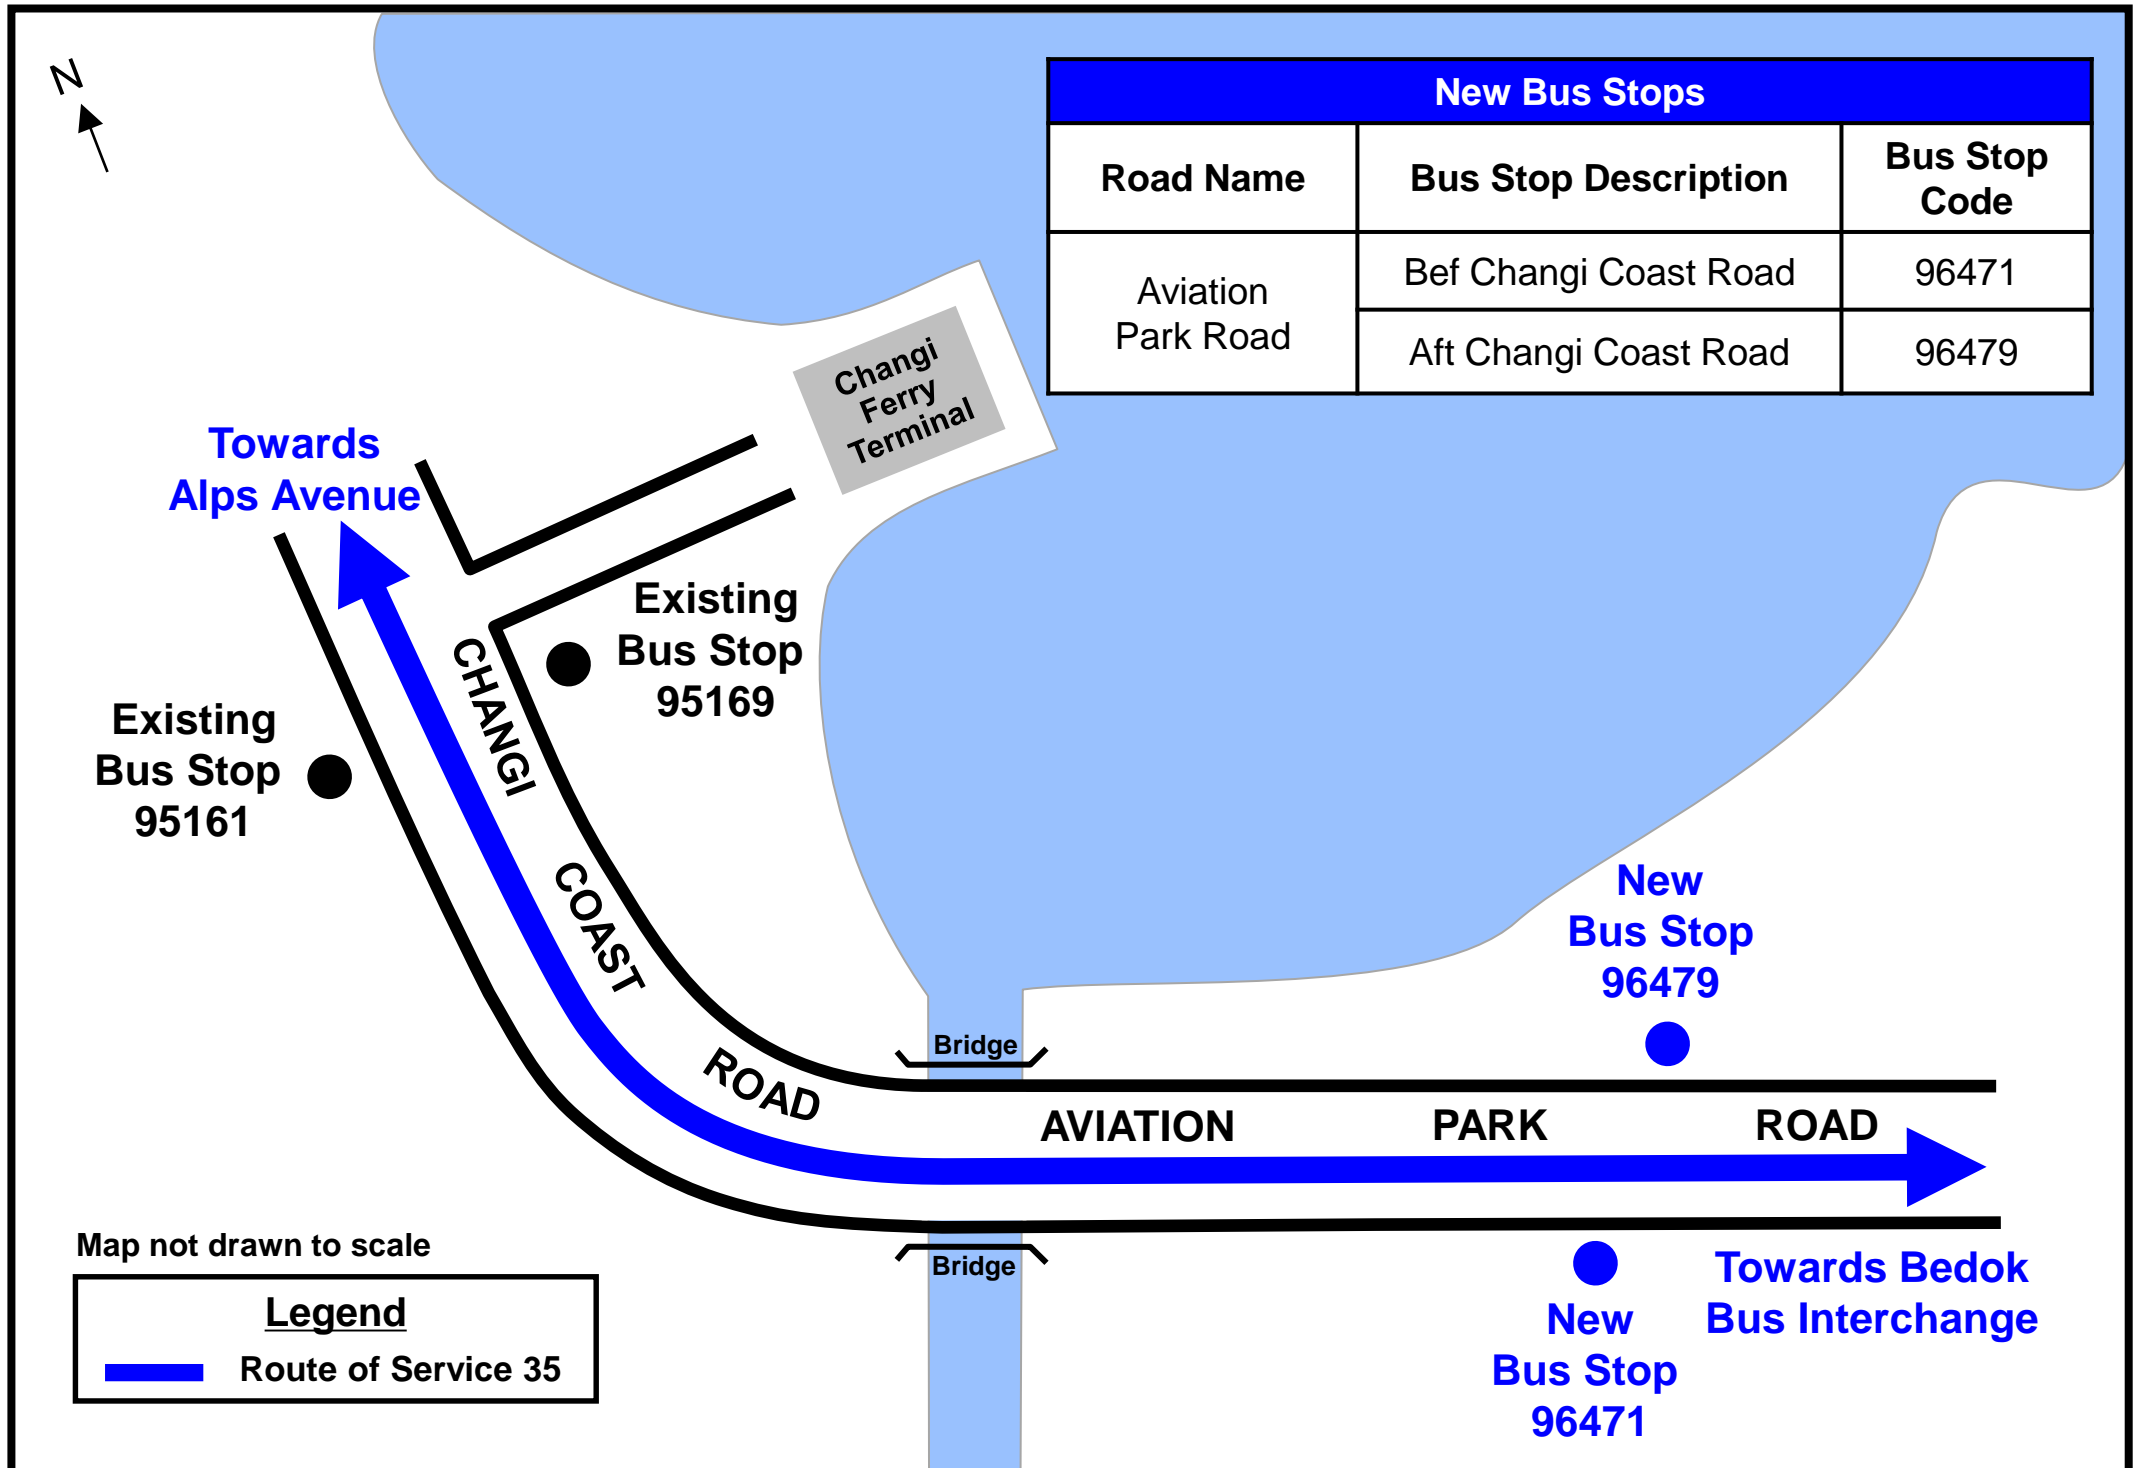 N
New Bus Stops
Road Name
Bus Stop Description
Bus Stop
Code
Aviation
Park Road
Bef Changi Coast Road
96471
Aft Changi Coast Road
96479
Changi
Ferry
Terminal
Towards
Alps Avenue
Existing
Bus Stop
95169
Existing
Bus Stop
95161
CHANGI
COAST
ROAD
New
Bus Stop
96479
Bridge
AVIATION PARK ROAD
Bridge
Towards Bedok
Bus Interchange
New
Bus Stop
96471
Map not drawn to scale
Legend
Route of Service 35